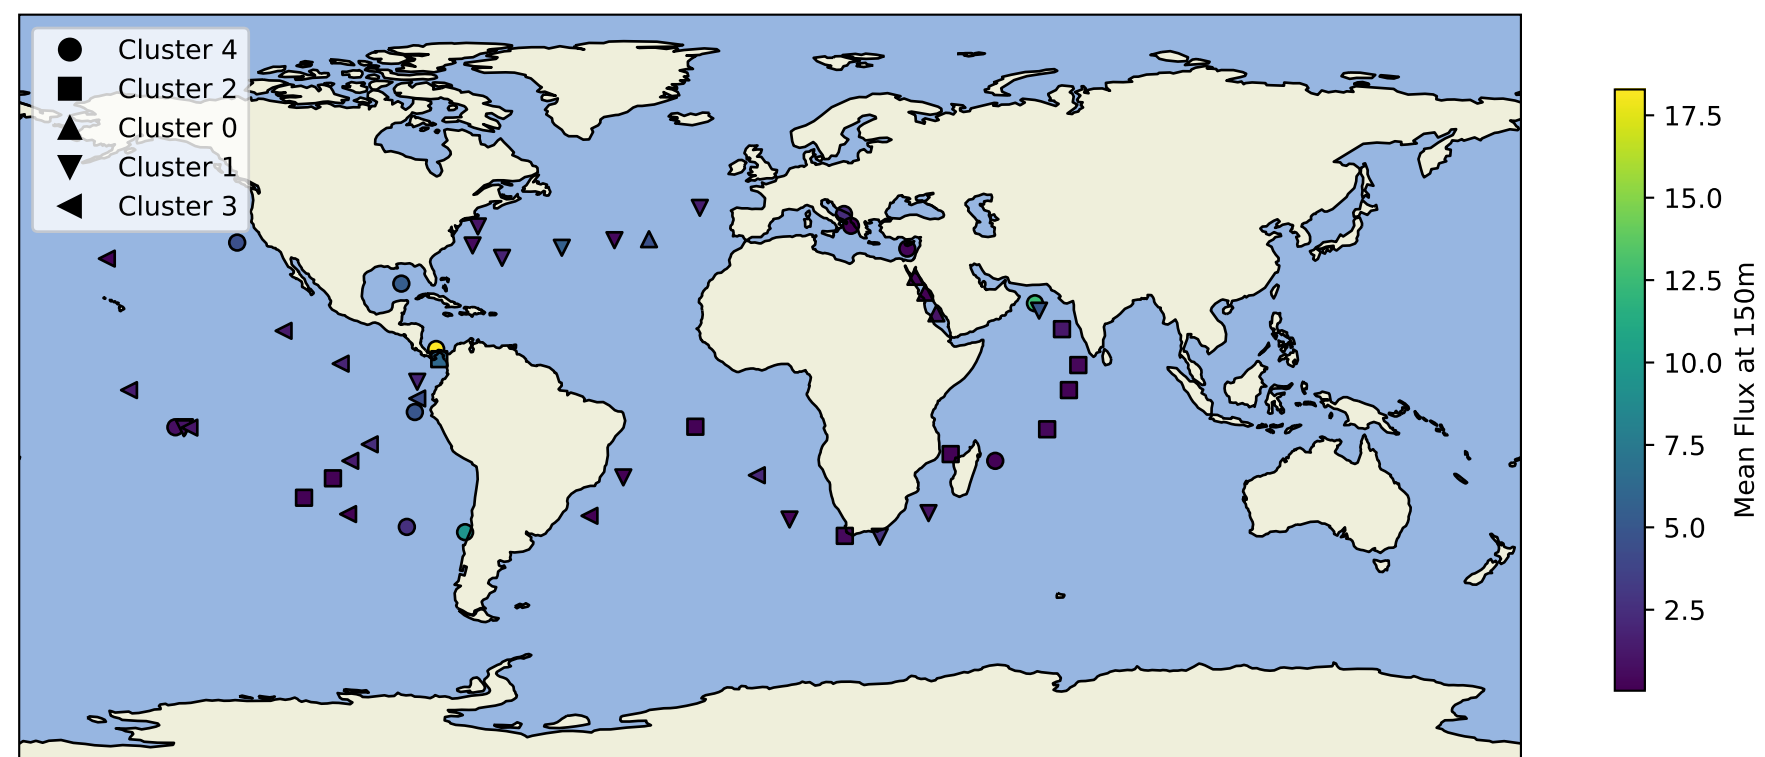 Cluster 4
Cluster 2
Cluster 0
Cluster 1
Cluster 3
17.5
15.0
12.5
10.0
7.5
5.0
2.5
Mean Flux at 150m